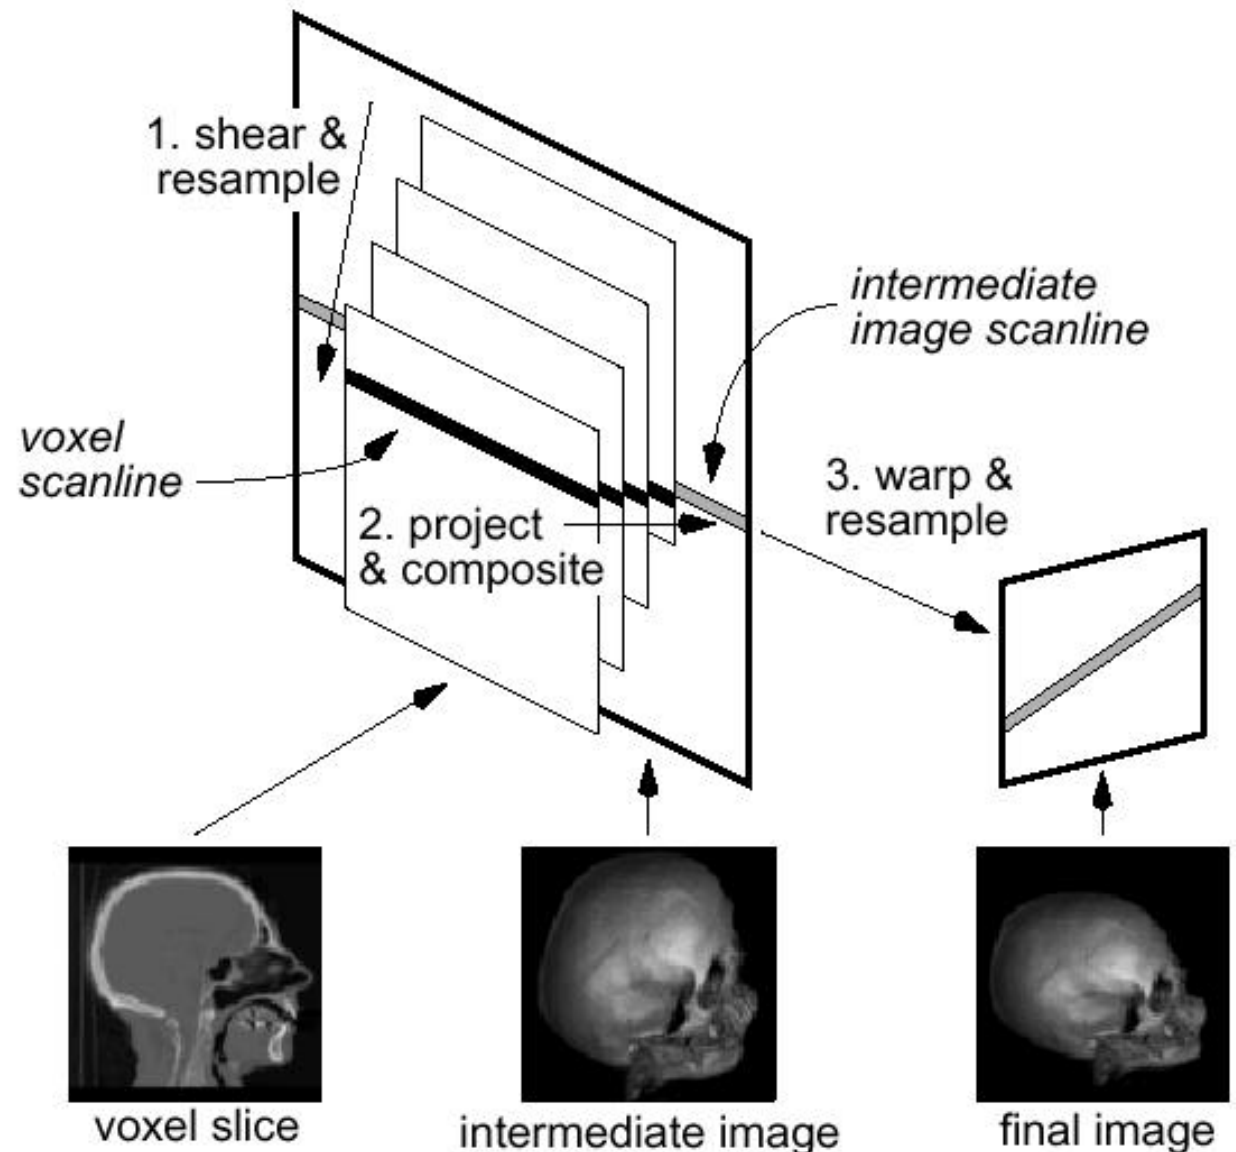 1. shear &
resample
intermediate
image scanline
voxel
scanline
3. warp &
resample
2. project
& composite
voxel slice
intermediate image
final image